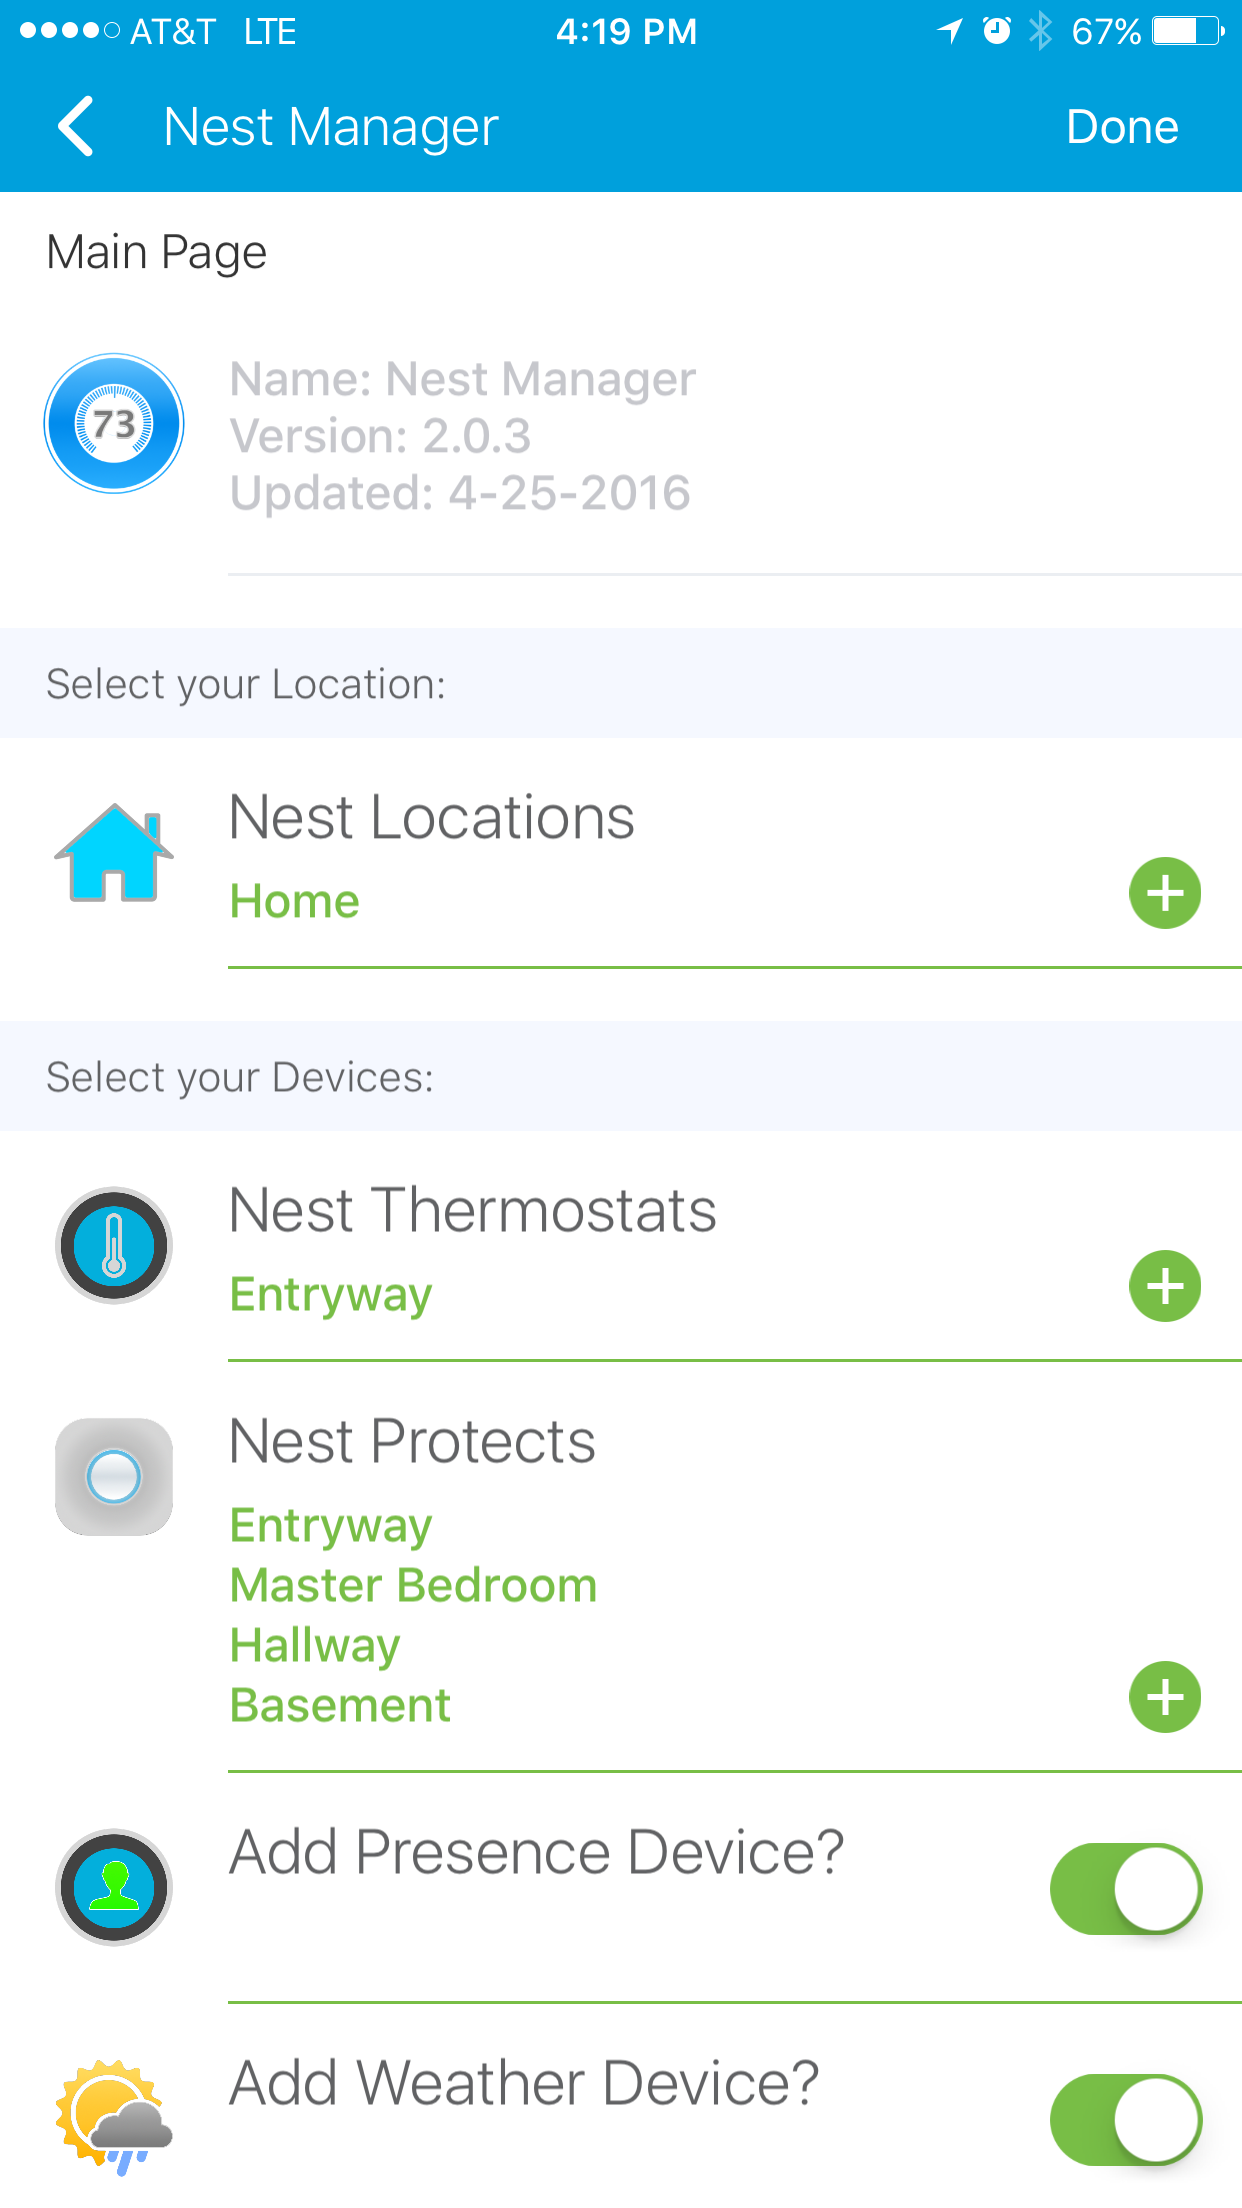 AT&T LTE 4:19 PM 67%
Nest Manager Done
Main Page
73
Name: Nest Manager
Version: 2.0.3
Updated: 4-25-2016
Select your Location:
Nest Locations
Home
Select your Devices:
Nest Thermostats
Entryway
Nest Protects
Entryway
Master Bedroom
Hallway
Basement
Add Presence Device?
Add Weather Device?